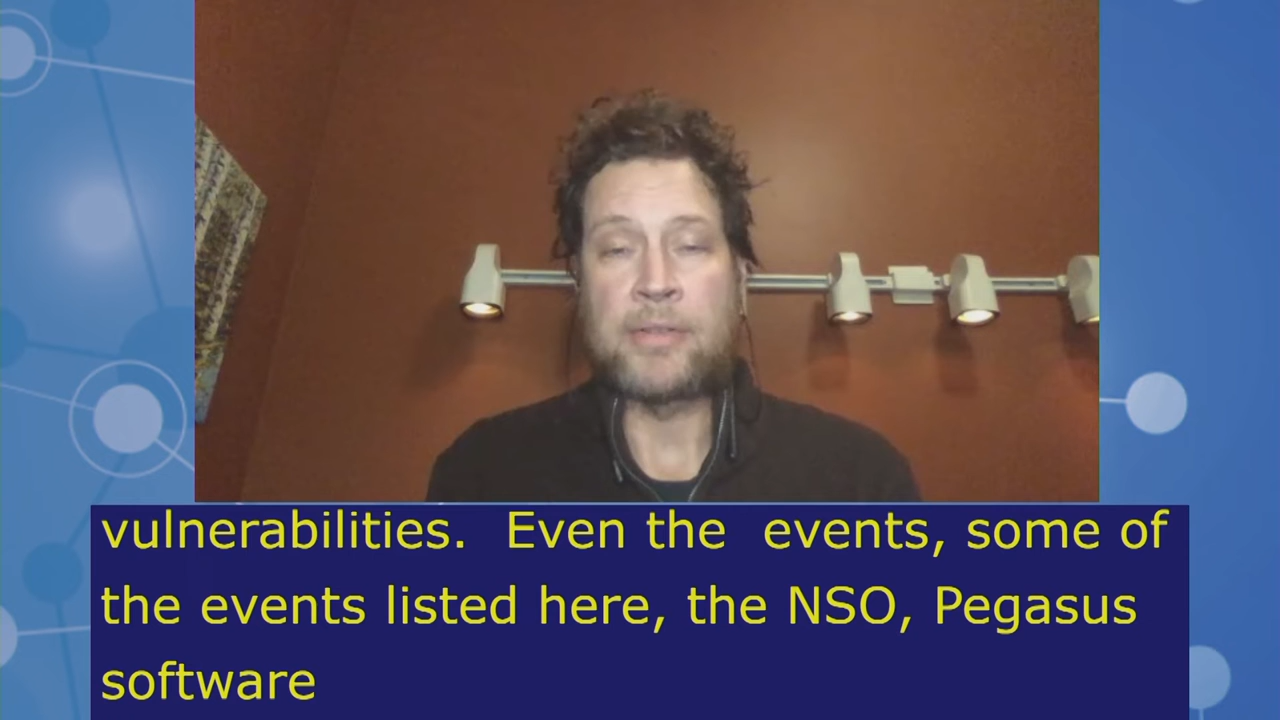 vulnerabilities.  Even the  events, some of
the events listed here, the NSO, Pegasus
software